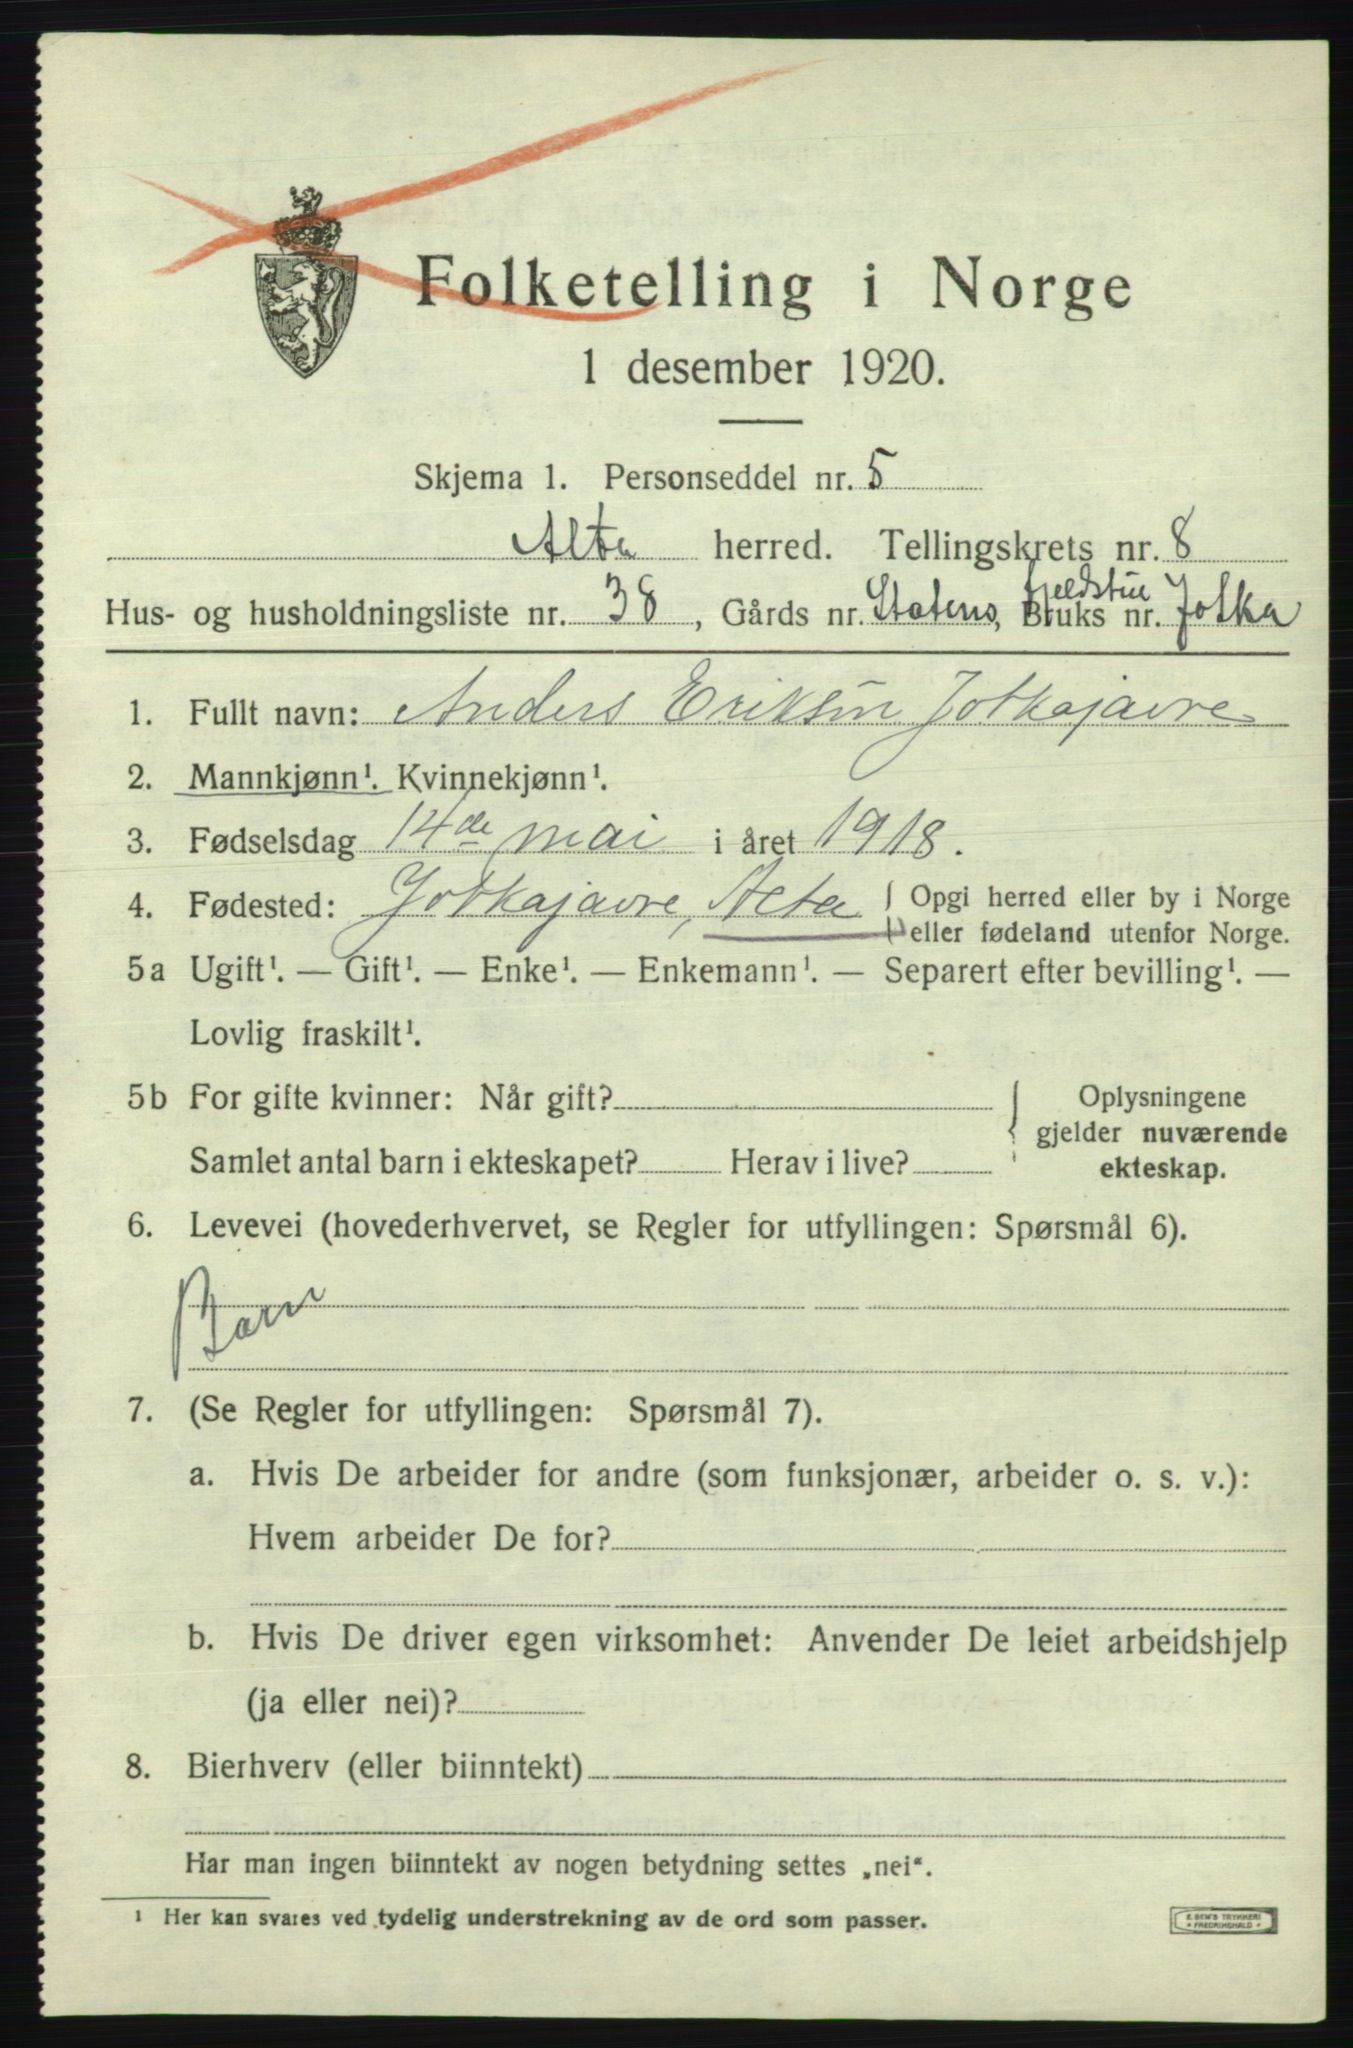 Folketelling i Norge
1 desember 1920.
Skjema 1. Personseddel nr. 5
Alta herred. Tellingskrets nr. 8
Hus- og husholdningsliste nr. 38, Gårds nr. Statens, fjeldstue Bruks nr. Jotka
1. Fullt navn: Anders Eriksen Jotkajavre
2. Mannkjønn¹. Kvinnekjønn¹.
3. Fødselsdag 14de mai i året 1918.
4. Fødested: Jotkajavre, Alta { Opgi herred eller by i Norge
eller fødeland utenfor Norge.
5a Ugift¹. — Gift¹. — Enke¹. — Enkemann¹. — Separert efter bevilling¹. —
Lovlig fraskilt¹.
5b For gifte kvinner: Når gift? { Oplysningene
gjelder nuværende
Samlet antal barn i ekteskapet? Herav i live? ekteskap.
6. Levevei (hovederhvervet, se Regler for utfyllingen: Spørsmål 6).
Barn
7. (Se Regler for utfyllingen: Spørsmål 7).
a. Hvis De arbeider for andre (som funksjonær, arbeider o. s. v.):
Hvem arbeider De for?
b. Hvis De driver egen virksomhet: Anvender De leiet arbeidshjelp
(ja eller nei)?
8. Bierhverv (eller biinntekt)
Har man ingen biinntekt av nogen betydning settes „nei".
¹ Her kan svares ved tydelig understrekning av de ord som passer.
E. SEM'S TRYKKERI
• FREDRIKSHALD •